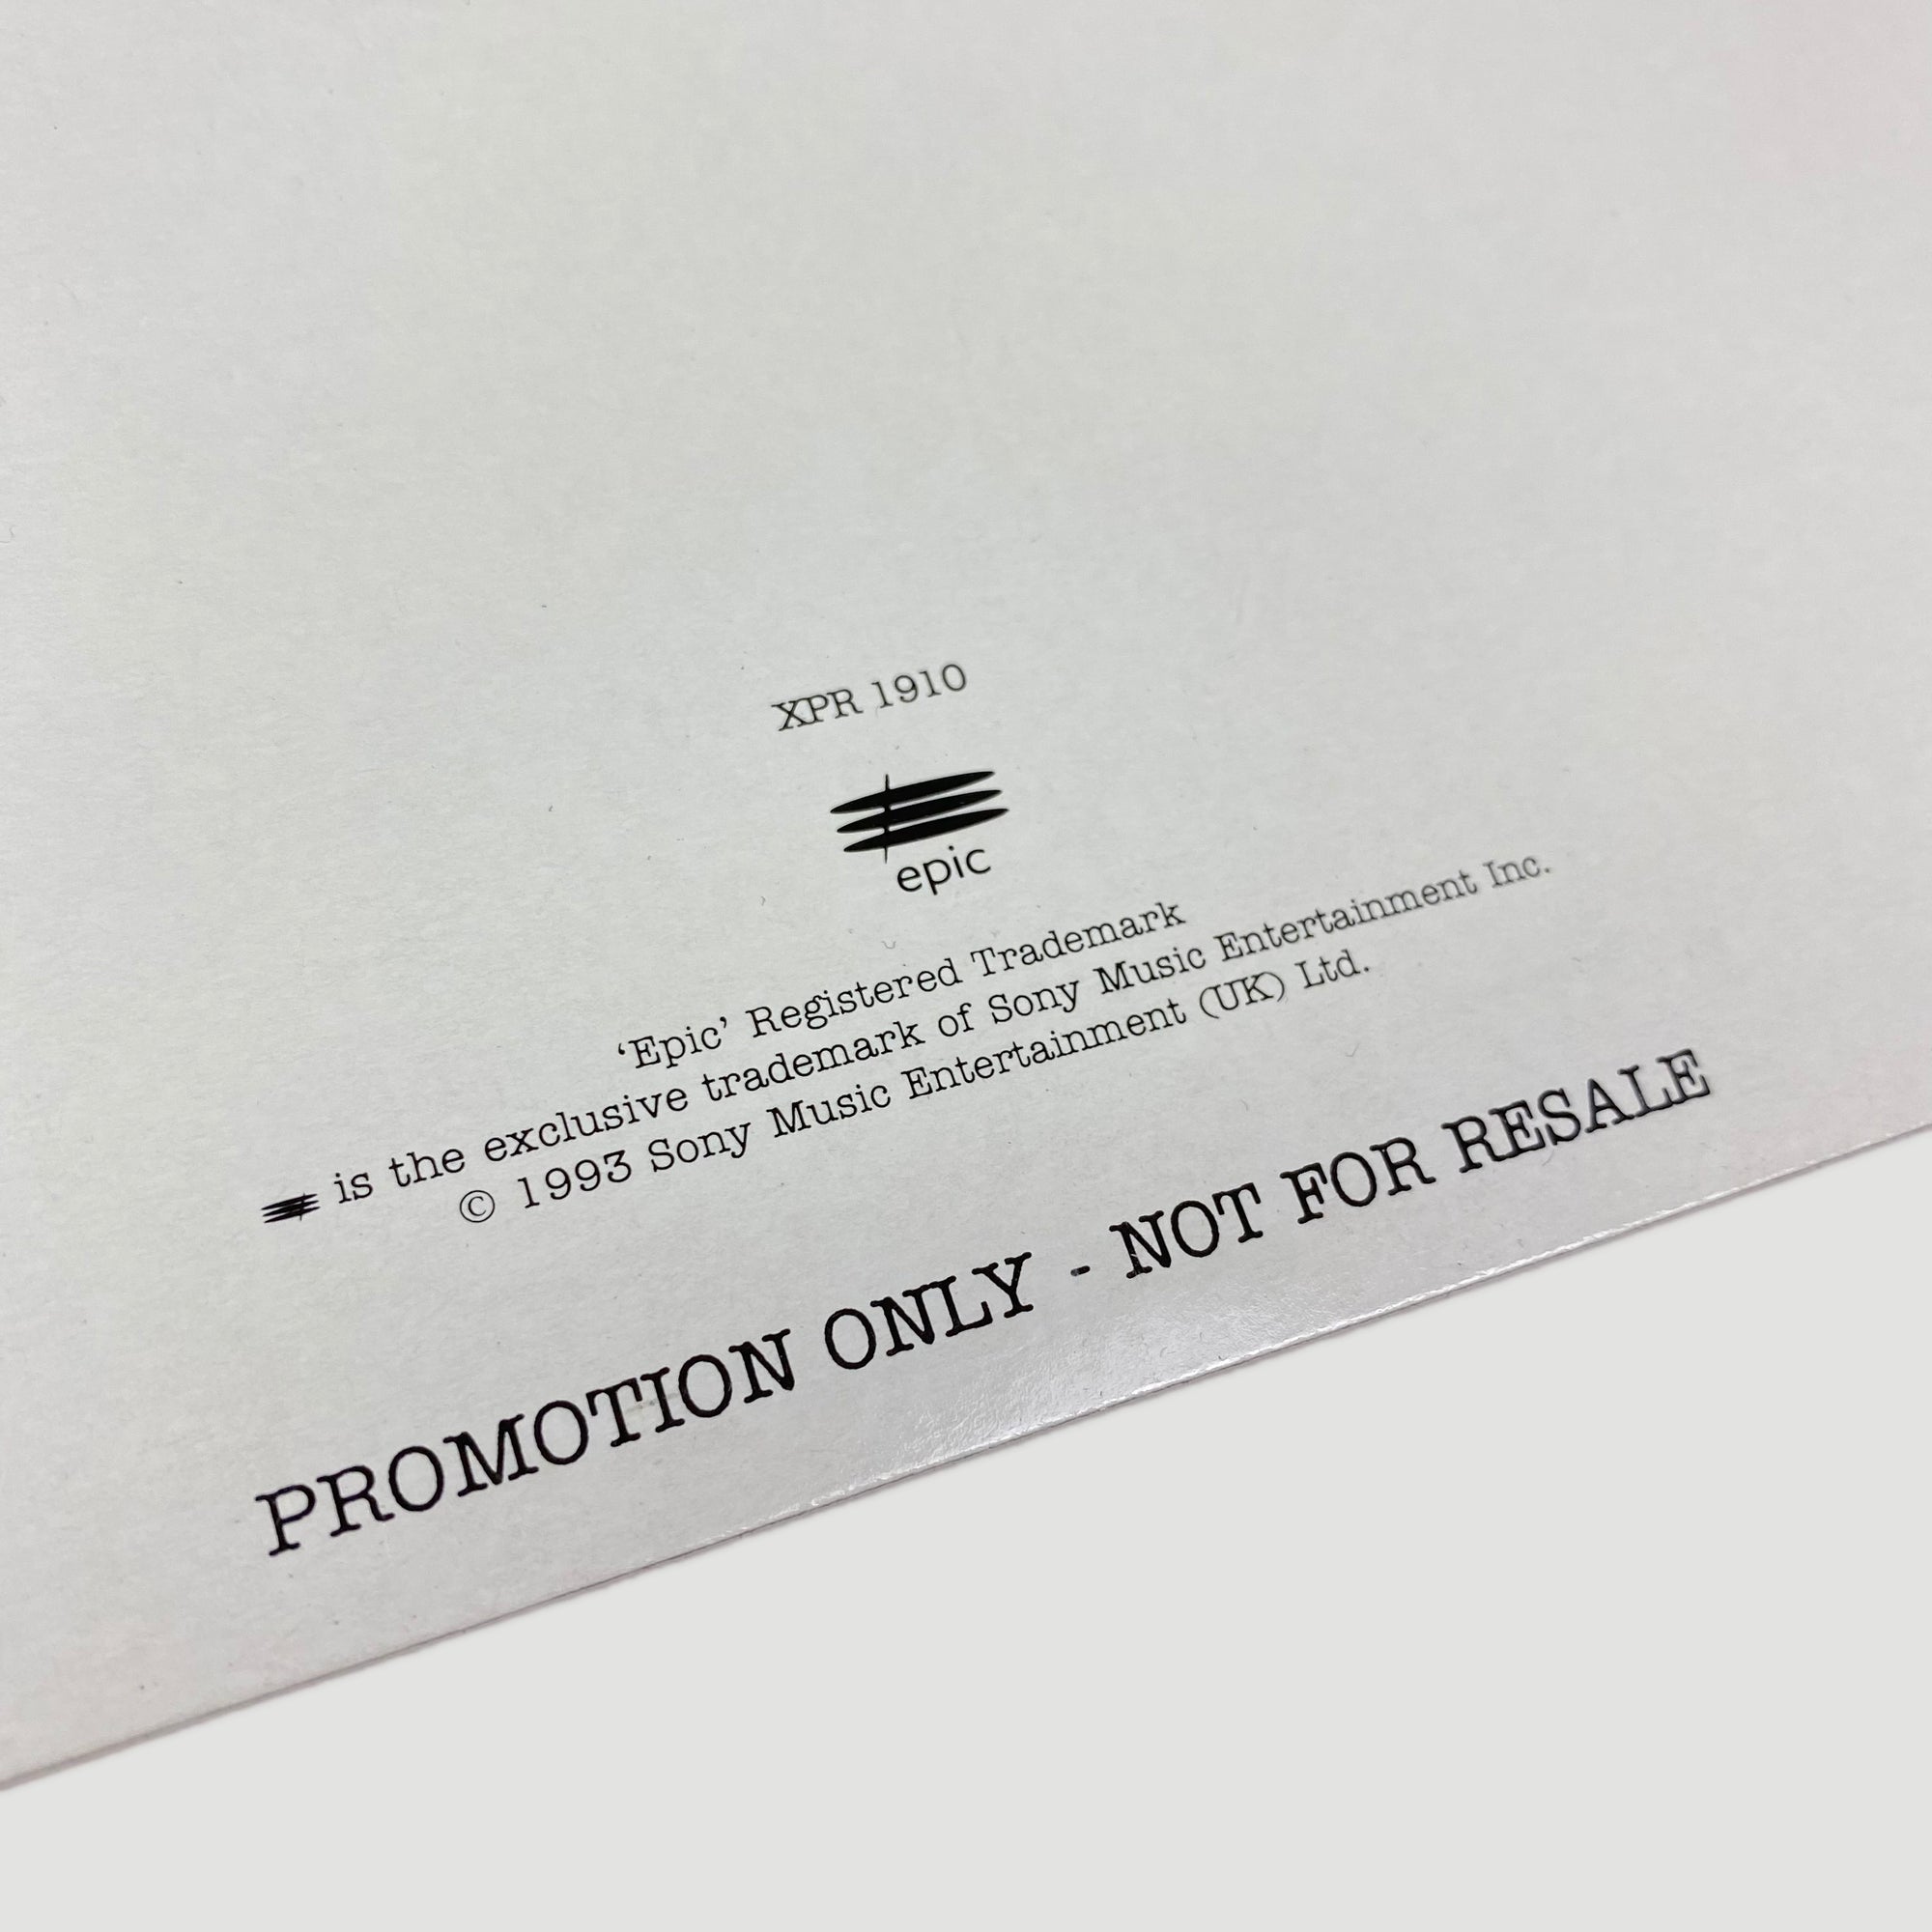 XPR 1910
epic
‘Epic’ Registered Trademark
is the exclusive trademark of Sony Music Entertainment Inc.
© 1993 Sony Music Entertainment (UK) Ltd.
PROMOTION ONLY - NOT FOR RESALE